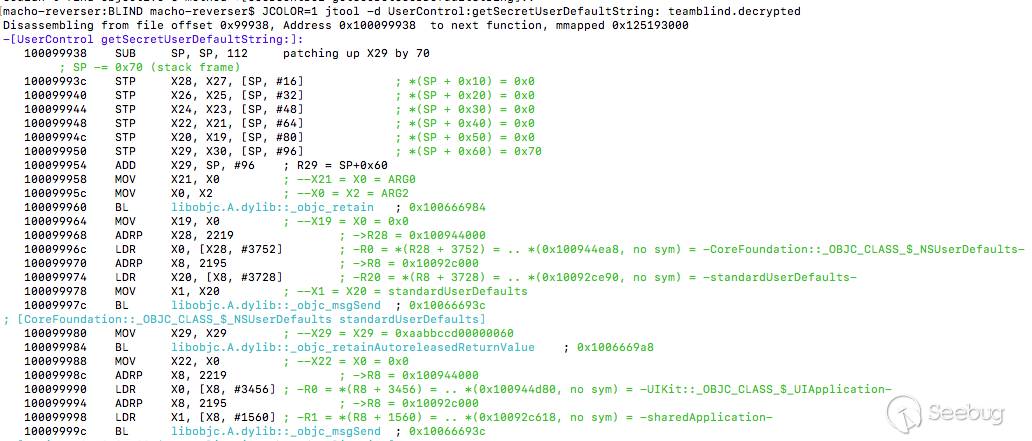 [macho-reverser:BLIND macho-reverser$ JCOLOR=1 jtool -d UserControl:getSecretUserDefaultString: teamblind.decrypted
Disassembling from file offset 0x99938, Address 0x100099938  to next function, mmapped 0x125193000
-[UserControl getSecretUserDefaultString:]:
100099938 SUB SP, SP, 112 patching up X29 by 70
; SP -= 0x70 (stack frame)
10009993c STP X28, X27, [SP, #16] ; *(SP + 0x10) = 0x0
100099940 STP X26, X25, [SP, #32] ; *(SP + 0x20) = 0x0
100099944 STP X24, X23, [SP, #48] ; *(SP + 0x30) = 0x0
100099948 STP X22, X21, [SP, #64] ; *(SP + 0x40) = 0x0
10009994c STP X20, X19, [SP, #80] ; *(SP + 0x50) = 0x0
100099950 STP X29, X30, [SP, #96] ; *(SP + 0x60) = 0x70
100099954 ADD X29, SP, #96 ; R29 = SP+0x60
100099958 MOV X21, X0 ; --X21 = X0 = ARG0
10009995c MOV X0, X2 ; --X0 = X2 = ARG2
100099960 BL libobjc.A.dylib::_objc_retain ; 0x100666984
100099964 MOV X19, X0 ; --X19 = X0 = 0x0
100099968 ADRP X28, 2219 ; ->R28 = 0x100944000
10009996c LDR X0, [X28, #3752] ; -R0 = *(R28 + 3752) = .. *(0x100944ea8, no sym) = -CoreFoundation::_OBJC_CLASS_$_NSUserDefaults-
100099970 ADRP X8, 2195 ; ->R8 = 0x10092c000
100099974 LDR X20, [X8, #3728] ; -R20 = *(R8 + 3728) = .. *(0x10092ce90, no sym) = -standardUserDefaults-
100099978 MOV X1, X20 ; --X1 = X20 = standardUserDefaults
10009997c BL libobjc.A.dylib::_objc_msgSend ; 0x10066693c
; [CoreFoundation::_OBJC_CLASS_$_NSUserDefaults standardUserDefaults]
100099980 MOV X29, X29 ; --X29 = X29 = 0xaabbccd00000060
100099984 BL libobjc.A.dylib::_objc_retainAutoreleasedReturnValue ; 0x1006669a8
100099988 MOV X22, X0 ; --X22 = X0 = 0x0
10009998c ADRP X8, 2219 ; ->R8 = 0x100944000
100099990 LDR X0, [X8, #3456] ; -R0 = *(R8 + 3456) = .. *(0x100944d80, no sym) = -UIKit::_OBJC_CLASS_$_UIApplication-
100099994 ADRP X8, 2195 ; ->R8 = 0x10092c000
100099998 LDR X1, [X8, #1560] ; -R1 = *(R8 + 1560) = .. *(0x10092c618, no sym) = -sharedApplication-
10009999c BL libobjc.A.dylib::_objc_msgSend ; 0x10066693c
Seebug